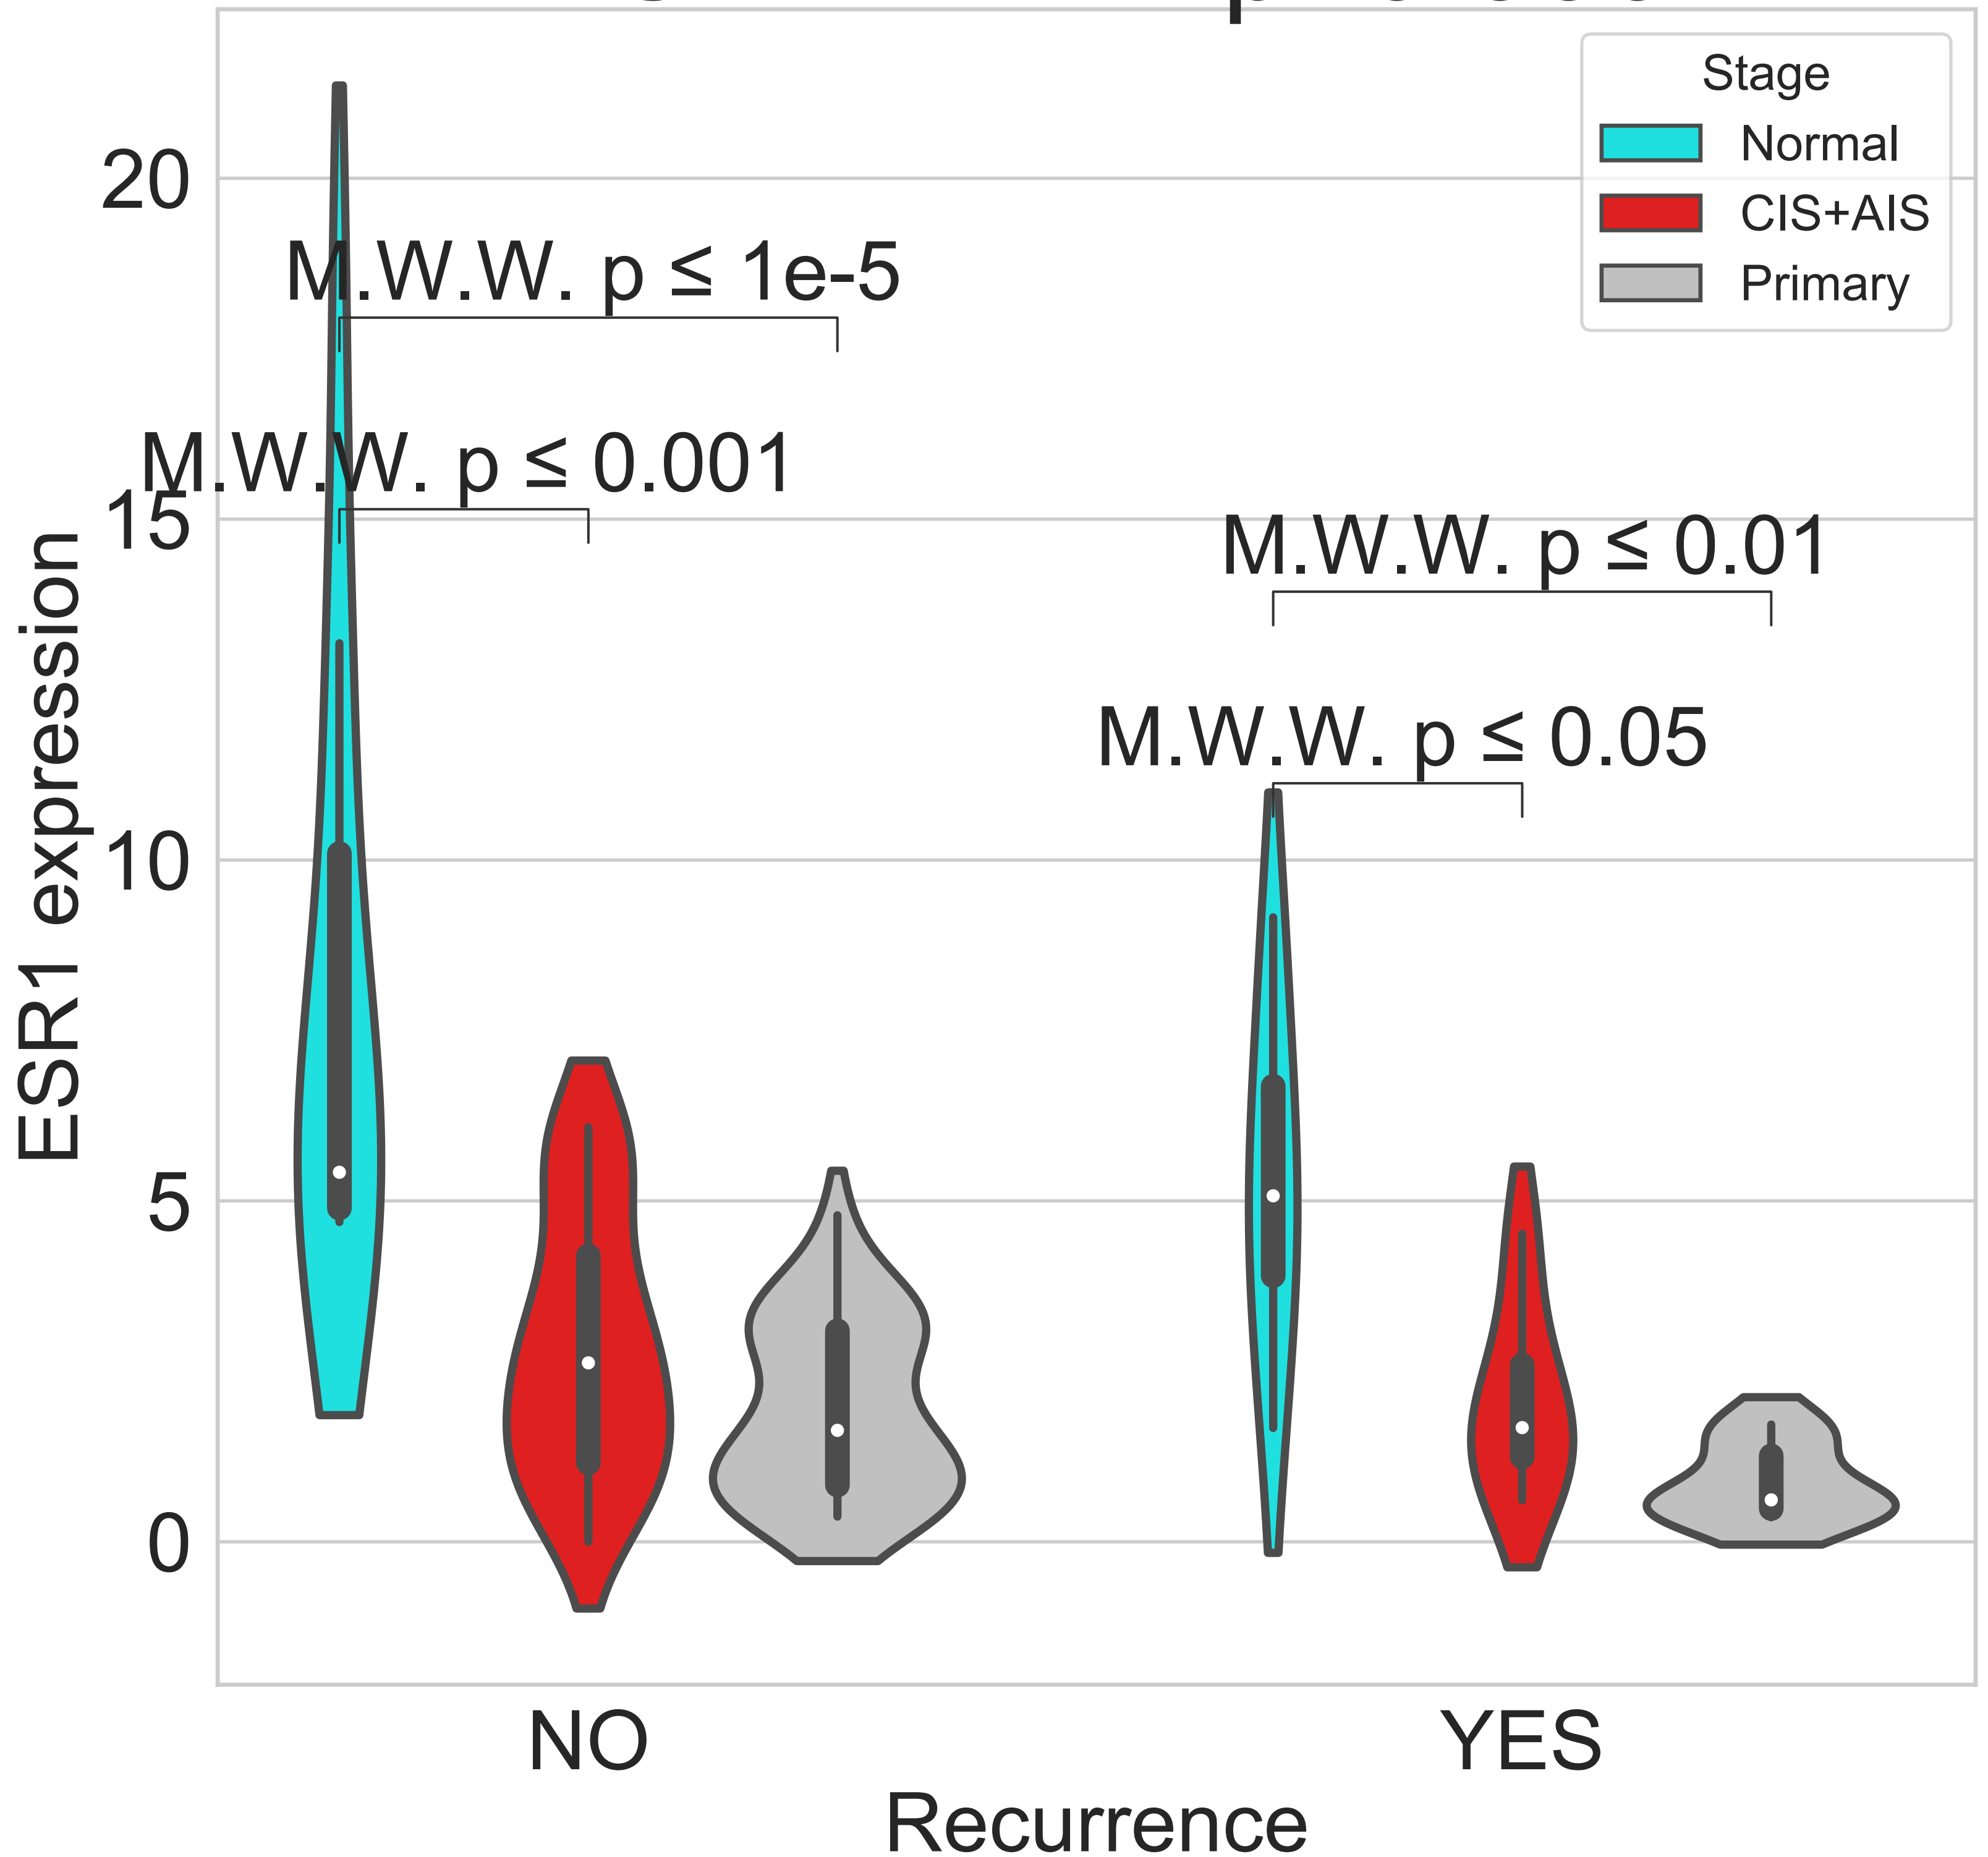 Stage
Normal
CIS+AIS
Primary
20
M.W.W. p ≤ 1e-5
M.W.W. p ≤ 0.001
15
M.W.W. p ≤ 0.01
M.W.W. p ≤ 0.05
10
5
0
ESR1 expression
NO
YES
Recurrence